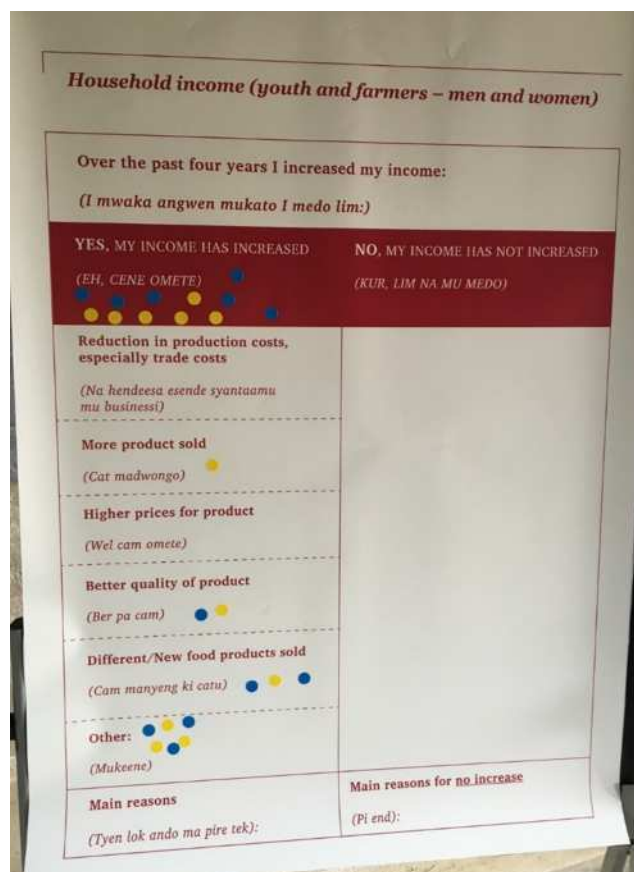 Household income (youth and farmers – men and women)
Over the past four years I increased my income:
(I mwaka angwen mukato I medo lim:)
YES, MY INCOME HAS INCREASED
(EH, CENE OMETE)
NO, MY INCOME HAS NOT INCREASED
(KUR, LIM NA MU MEDO)
Reduction in production costs,
especially trade costs
(Na hendeesa esende syantaamu
mu businessi)
More product sold
(Cat madwongo)
Higher prices for product
(Wel cam omete)
Better quality of product
(Ber pa cam)
Different/New food products sold
(Cam manyeng ki catu)
Other:
(Mukeene)
Main reasons
(Tyen lok ando ma pire tek):
Main reasons for no increase
(Pi end):